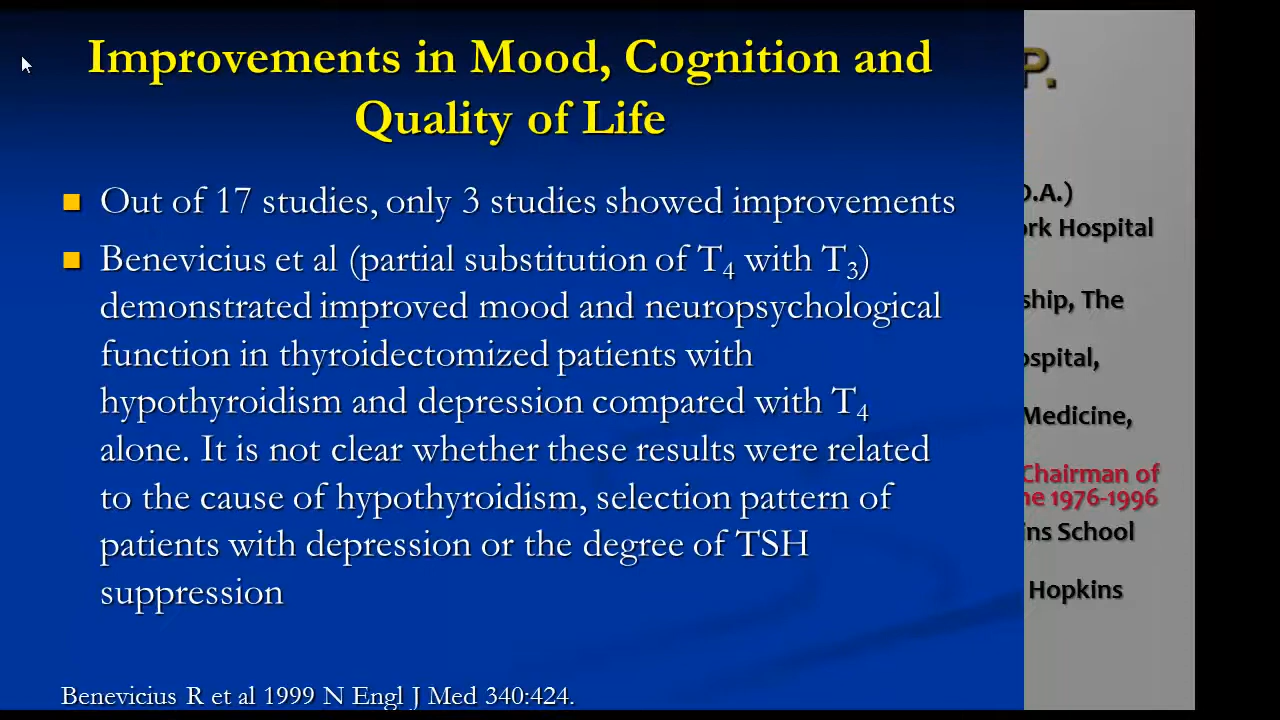 Improvements in Mood, Cognition and
Quality of Life
Out of 17 studies, only 3 studies showed improvements
Benevicius et al (partial substitution of T4 with T3)
demonstrated improved mood and neuropsychological
function in thyroidectomized patients with
hypothyroidism and depression compared with T4
alone. It is not clear whether these results were related
to the cause of hypothyroidism, selection pattern of
patients with depression or the degree of TSH
suppression
Benevicius R et al 1999 N Engl J Med 340:424.
P.
O.A.)
ork Hospital
ship, The
ospital,
Medicine,
Chairman of
ne 1976-1996
ins School
Hopkins